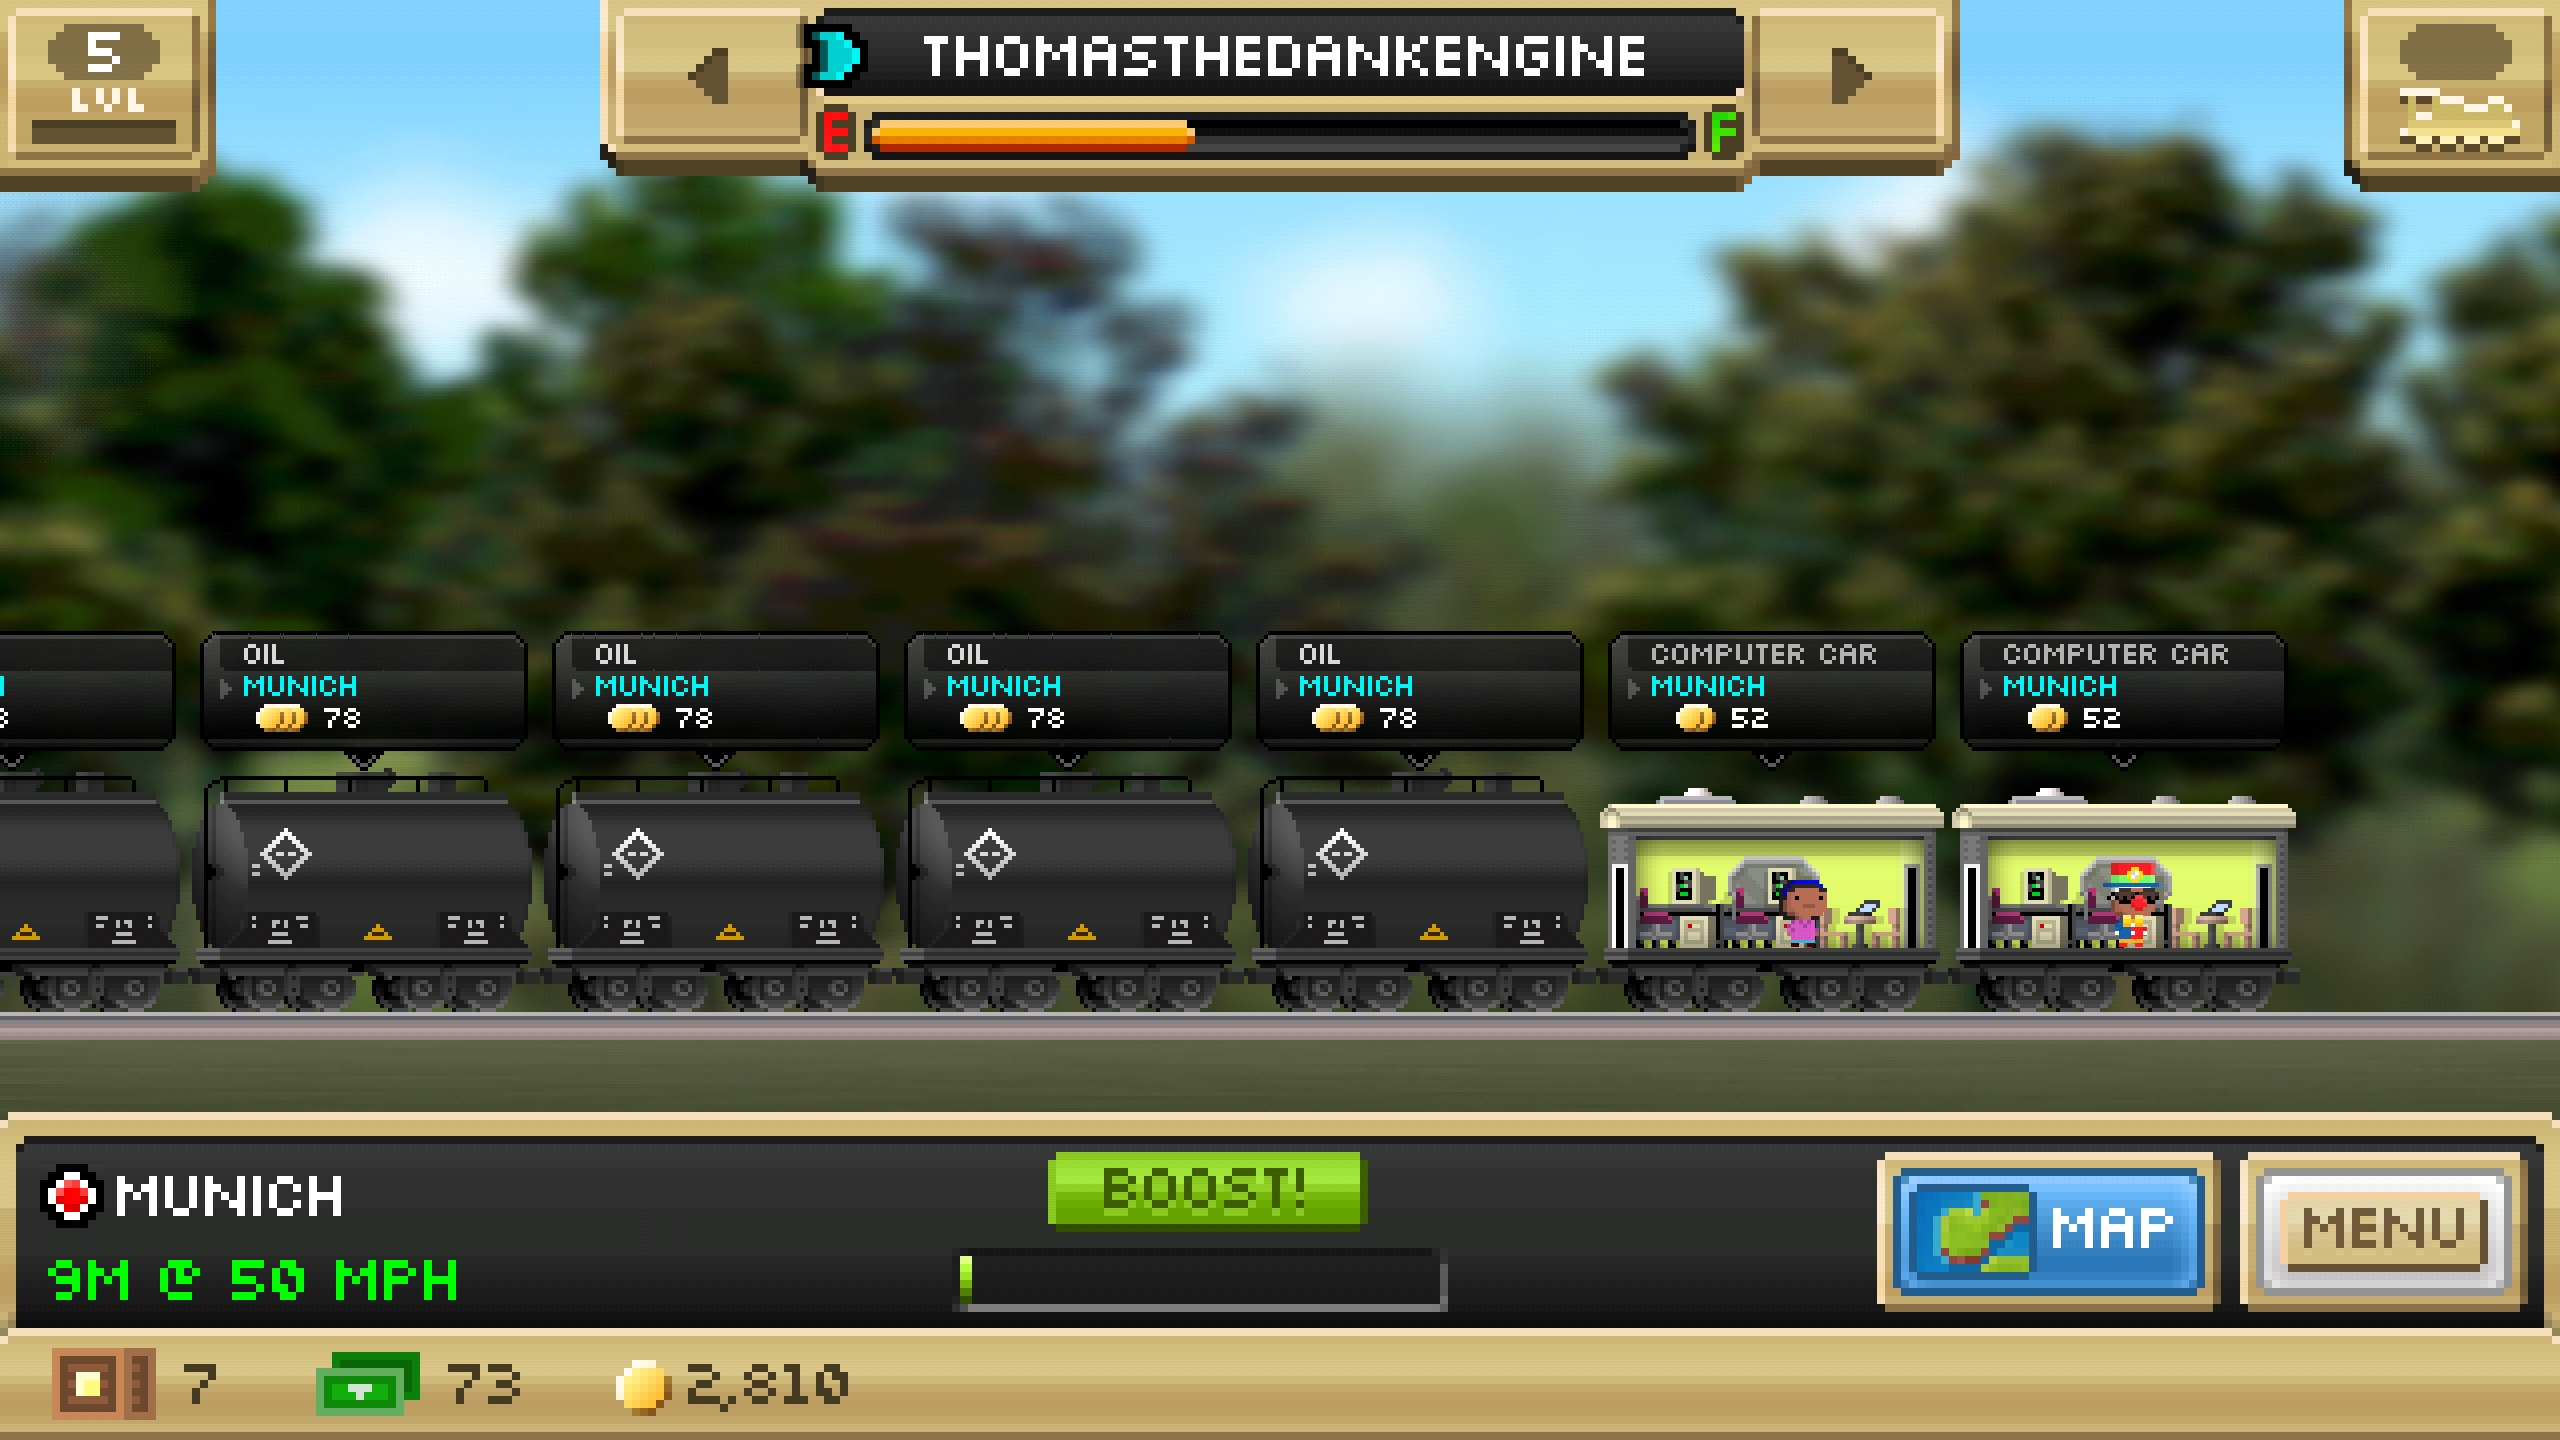 5
LVL
THOMASTHEDANKENGINE
E
F
OIL
MUNICH
78
OIL
MUNICH
78
OIL
MUNICH
78
OIL
MUNICH
78
COMPUTER CAR
MUNICH
52
COMPUTER CAR
MUNICH
52
MUNICH
9M @ 50 MPH
BOOST!
MAP
MENU
7
73
2,810